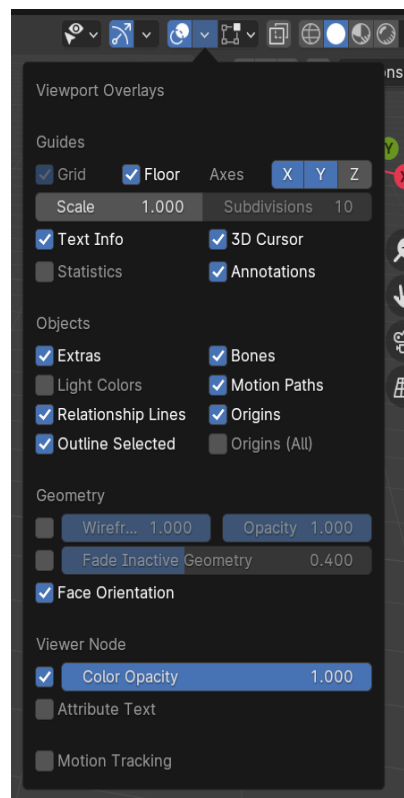 ons
Viewport Overlays
Y
Guides
Grid Floor Axes X Y Z
Scale 1.000 Subdivisions 10
Text Info 3D Cursor
Statistics Annotations
Objects
Extras Bones
Light Colors Motion Paths
Relationship Lines Origins
Outline Selected Origins (All)
Geometry
Wirefr... 1.000 Opacity 1.000
Fade Inactive Geometry 0.400
Face Orientation
Viewer Node
Color Opacity 1.000
Attribute Text
Motion Tracking